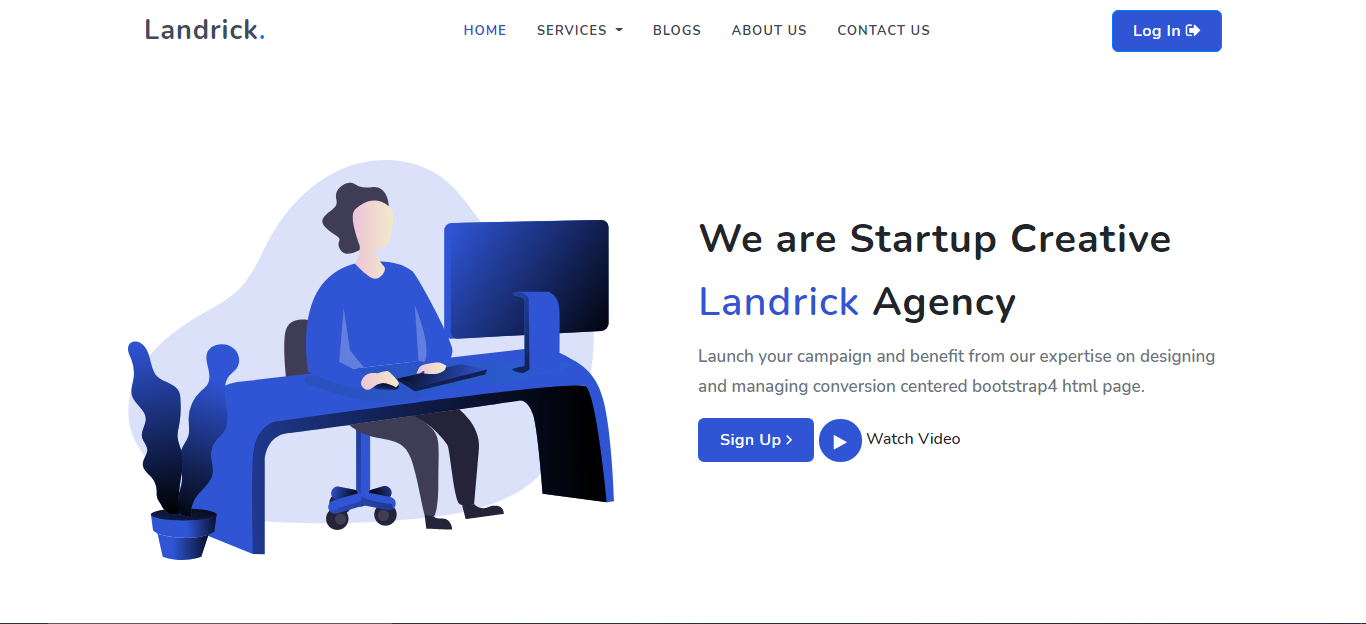 Landrick.
HOME SERVICES BLOGS ABOUT US CONTACT US
Log In
We are Startup Creative
Landrick Agency
Launch your campaign and benefit from our expertise on designing
and managing conversion centered bootstrap4 html page.
Sign Up
Watch Video